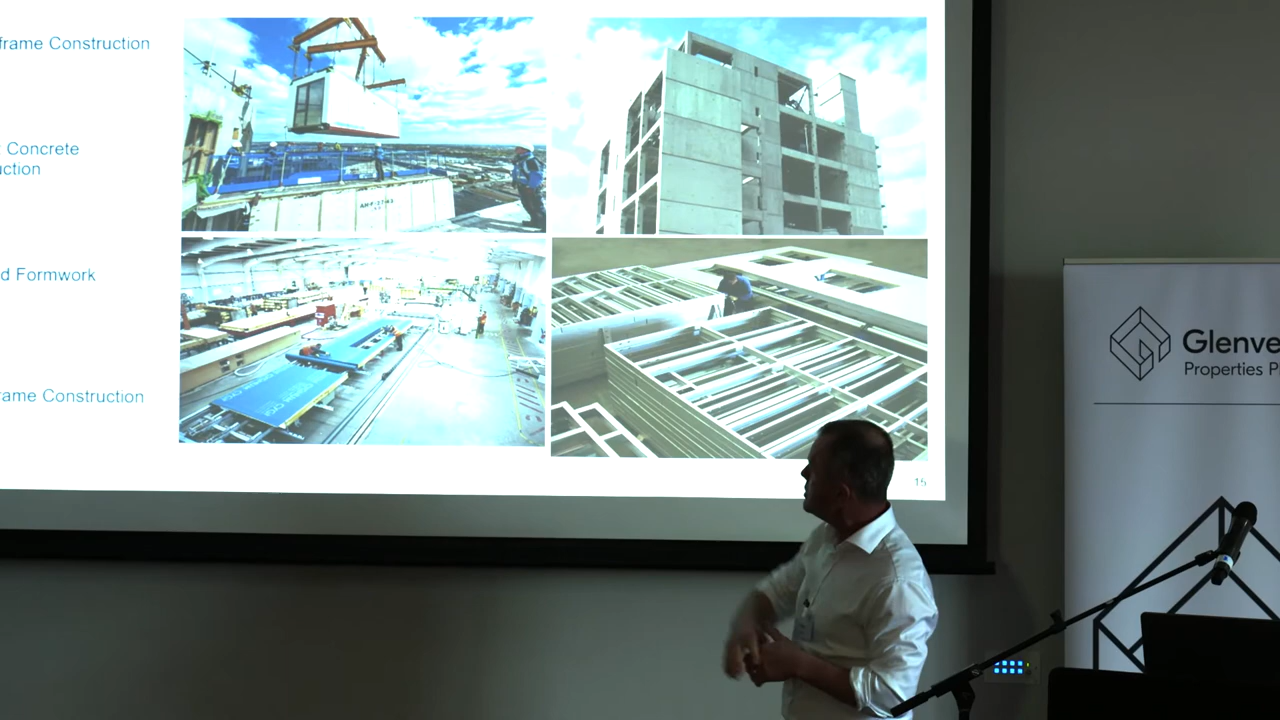 frame Construction
Concrete
uction
d Formwork
rame Construction
15
Glenve
Properties P